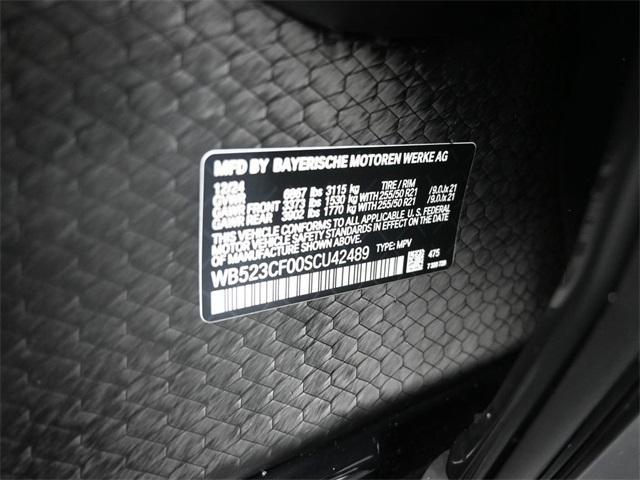 MFD BY BAYERISCHE MOTOREN WERKE AG
12/24 TIRE / RIM
GVWR 6867 lbs 3115 kg
GAWR FRONT 3373 lbs 1530 kg WITH 255/50 R21 /9.0Jx21
GAWR REAR 3902 lbs 1770 kg WITH 255/50 R21 /9.0Jx21
THIS VEHICLE CONFORMS TO ALL APPLICABLE U.S. FEDERAL
MOTOR VEHICLE SAFETY STANDARDS IN EFFECT ON THE DATE OF
MANUFACTURE SHOWN ABOVE.
WB523CF00SCU42489 TYPE: MPV
475